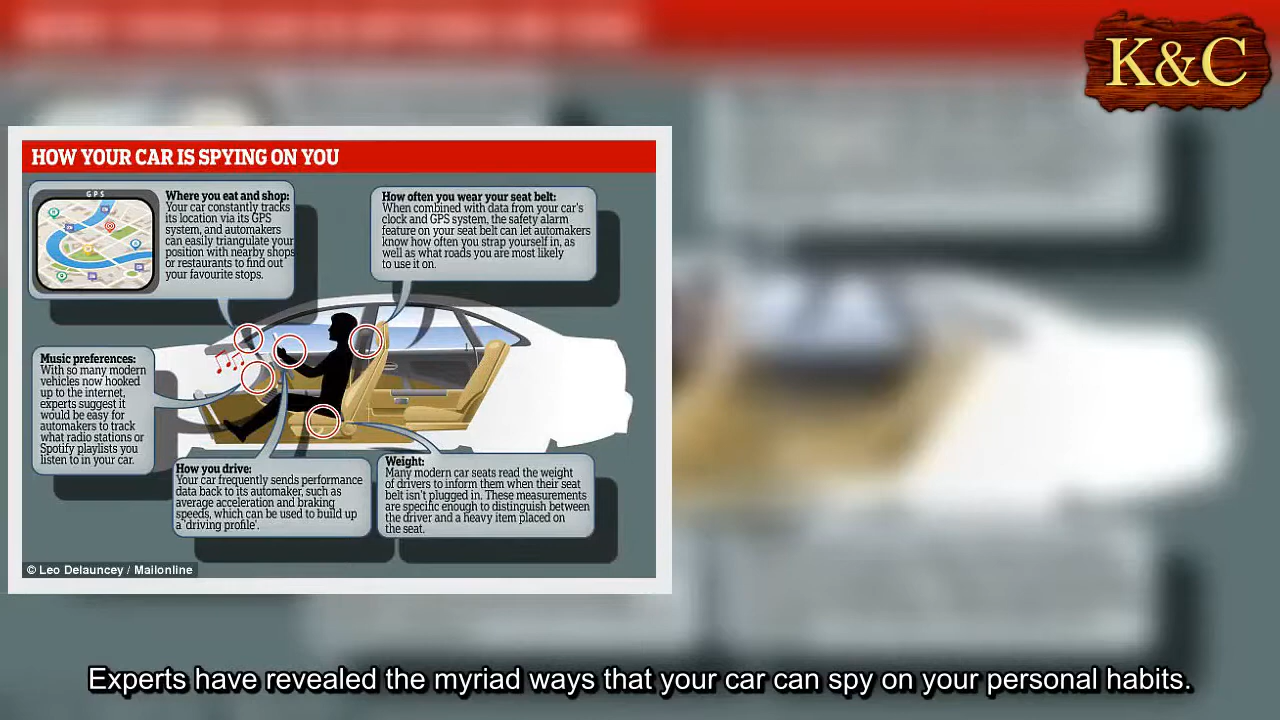 K&C
HOW YOUR CAR IS SPYING ON YOU
GPS
Where you eat and shop:
Your car constantly tracks
its location via its GPS
system, and automakers
can easily triangulate your
position with nearby shops
or restaurants to find out
your favourite stops.
How often you wear your seat belt:
When combined with data from your car's
clock and GPS system, the safety alarm
feature on your seat belt can let automakers
know how often you strap yourself in, as
well as what roads you are most likely
to use it on.
Music preferences:
With so many modern
vehicles now hooked
up to the internet,
experts suggest it
would be easy for
automakers to track
what radio stations or
Spotify playlists you
listen to in your car.
How you drive:
Your car frequently sends performance
data back to its automaker, such as
average acceleration and braking
speeds, which can be used to build up
a 'driving profile'.
Weight:
Many modern car seats read the weight
of drivers to inform them when their seat
belt isn't plugged in. These measurements
are specific enough to distinguish between
the driver and a heavy item placed on
the seat.
© Leo Delauncey / Mailonline
Experts have revealed the myriad ways that your car can spy on your personal habits.